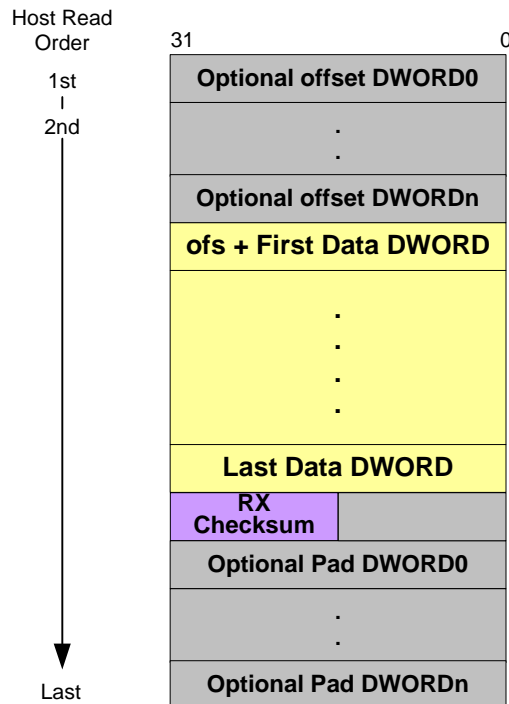 Host Read
Order
31 0
1st
2nd
Last
Optional offset DWORD0
.
.
Optional offset DWORDn
ofs + First Data DWORD
.
.
.
.
Last Data DWORD
RX
Checksum
Optional Pad DWORD0
.
.
Optional Pad DWORDn